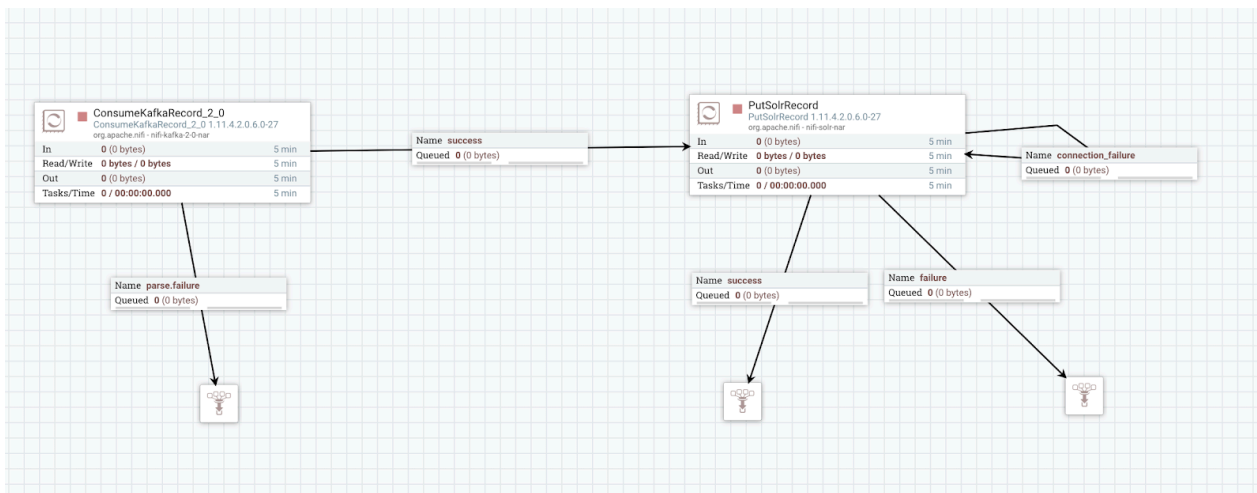 ConsumeKafkaRecord_2_0
ConsumeKafkaRecord_2_0 1.11.4.2.0.6.0-27
org.apache.nifi - nifi-kafka-2-0-nar
In 0 (0 bytes) 5 min
Read/Write 0 bytes / 0 bytes 5 min
Out 0 (0 bytes) 5 min
Tasks/Time 0 / 00:00:00.000 5 min
Name success
Queued 0 (0 bytes)
PutSolrRecord
PutSolrRecord 1.11.4.2.0.6.0-27
org.apache.nifi - nifi-solr-nar
In 0 (0 bytes) 5 min
Read/Write 0 bytes / 0 bytes 5 min
Out 0 (0 bytes) 5 min
Tasks/Time 0 / 00:00:00.000 5 min
Name connection_failure
Queued 0 (0 bytes)
Name parse.failure
Queued 0 (0 bytes)
Name success
Queued 0 (0 bytes)
Name failure
Queued 0 (0 bytes)